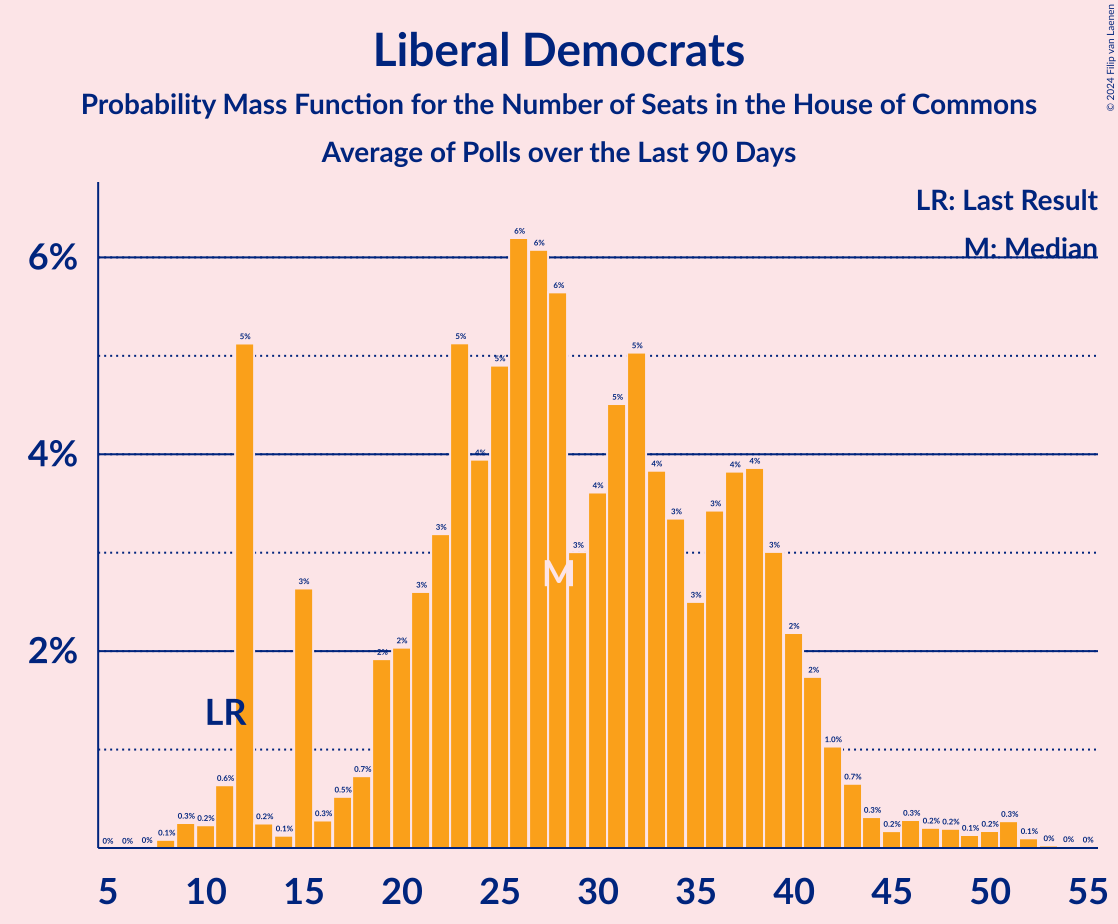 Liberal Democrats
Probability Mass Function for the Number of Seats in the House of Commons
Average of Polls over the Last 90 Days
© 2024 Filip van Laenen
LR: Last Result
M: Median
6%
4%
2%
0% 0% 0% 0.1% 0.3% 0.2% 0.6% 5% 0.2% 0.1% 3% 0.3% 0.5% 0.7% 2% 2% 3% 3% 5% 4% 5% 6% 6% 6% 3% 4% 5% 5% 4% 3% 3% 3% 4% 4% 3% 2% 2% 1.0% 0.7% 0.3% 0.2% 0.3% 0.2% 0.2% 0.1% 0.2% 0.3% 0.1% 0% 0% 0%
M
LR
5 10 15 20 25 30 35 40 45 50 55